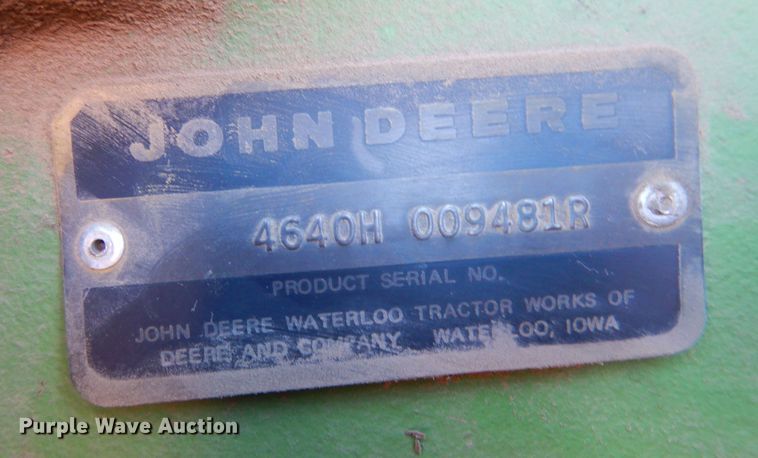 JOHN DEERE
4640H 009481R
PRODUCT SERIAL NO.
JOHN DEERE WATERLOO TRACTOR WORKS OF
DEERE AND COMPANY WATERLOO, IOWA
Purple Wave Auction